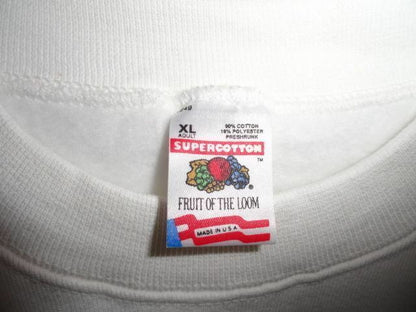 XL
ADULT
90% COTTON
10% POLYESTER
PRESHRUNK
SUPERCOTTON
TM
FRUIT OF THE LOOM
®
MADE IN U.S.A.